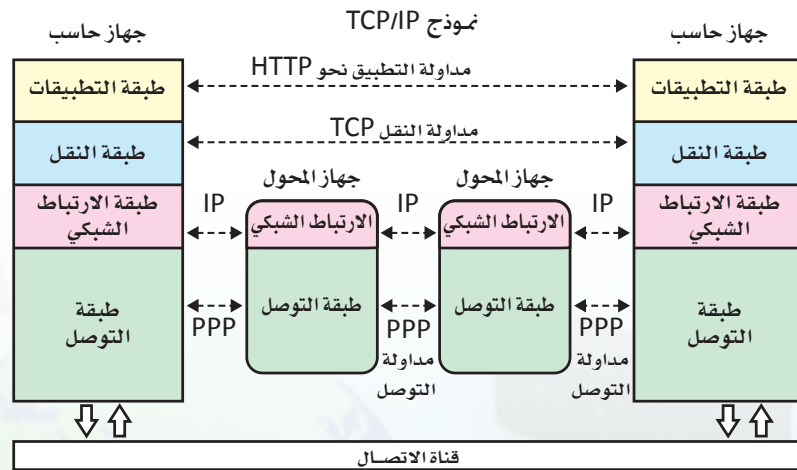 نموذج TCP/IP
جهاز حاسب
جهاز حاسب
طبقة التطبيقات
مداولة التطبيق نحو HTTP
طبقة التطبيقات
طبقة النقل
مداولة النقل TCP
طبقة النقل
جهاز المحول
جهاز المحول
طبقة الارتباط
الشبكي
IP
الارتباط الشبكي
IP
الارتباط الشبكي
IP
طبقة الارتباط
الشبكي
طبقة
التوصل
PPP
مداولة
التوصل
طبقة التوصل
PPP
مداولة
التوصل
طبقة التوصل
PPP
طبقة
التوصل
قناة الاتصـال